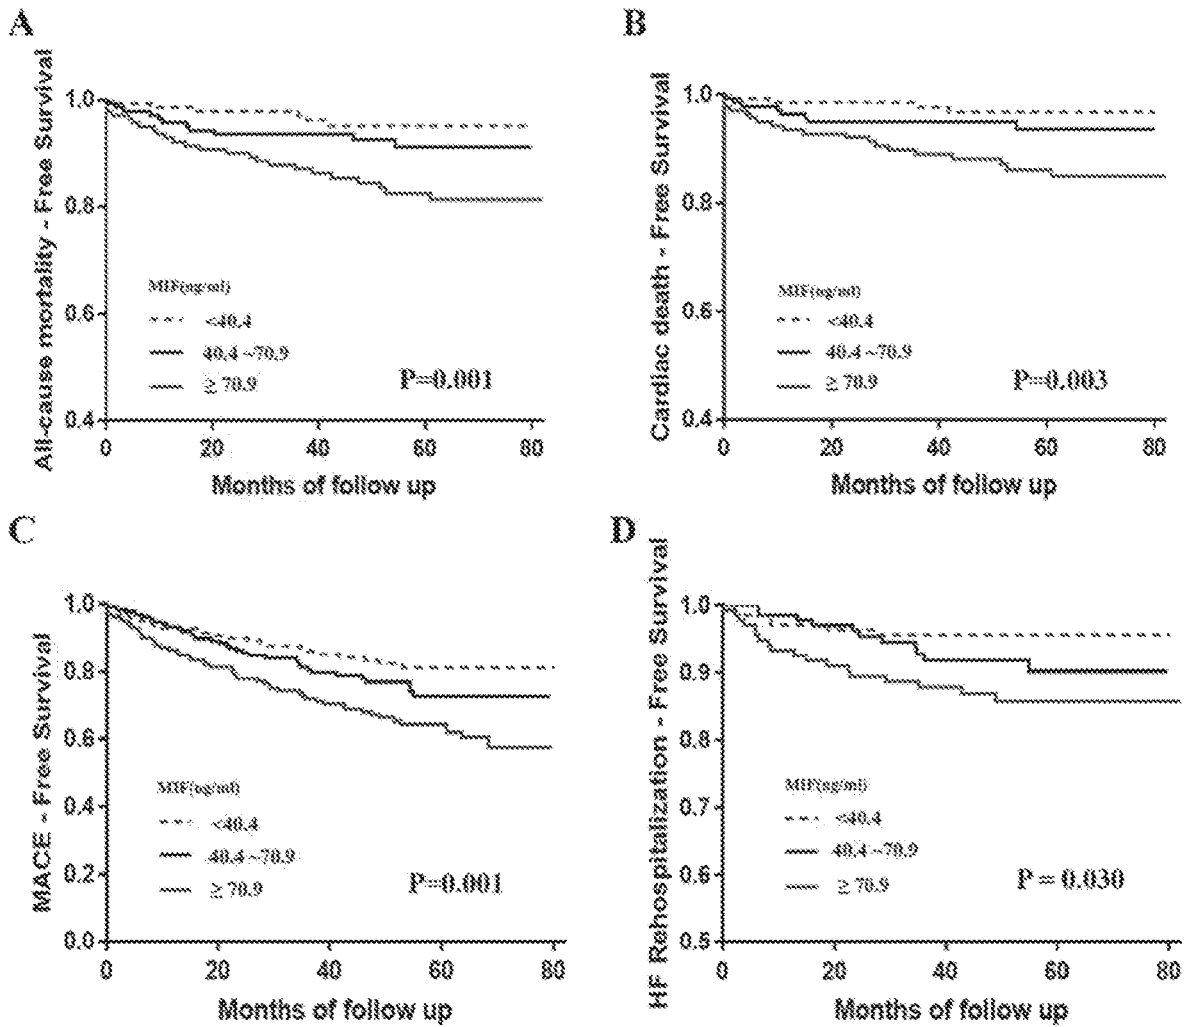 A
All-cause mortality - Free Survival
1.0
0.8
0.6
0.4
MIF(ng/ml)
<40.4
40.4 ~70.9
≥ 70.9
P=0.001
0 20 40 60 80
Months of follow up
B
Cardiac death - Free Survival
1.0
0.8
0.6
0.4
MIF(ng/ml)
<40.4
40.4 ~70.9
≥ 70.9
P=0.003
0 20 40 60 80
Months of follow up
C
MACE - Free Survival
1.0
0.8
0.6
0.4
0.2
0.0
MIF(ng/ml)
<40.4
40.4 ~70.9
≥ 70.9
P=0.001
0 20 40 60 80
Months of follow up
D
HF Rehospitalization - Free Survival
1.0
0.9
0.8
0.7
0.6
0.5
MIF(ng/ml)
<40.4
40.4 ~70.9
≥ 70.9
P = 0.030
0 20 40 60 80
Months of follow up